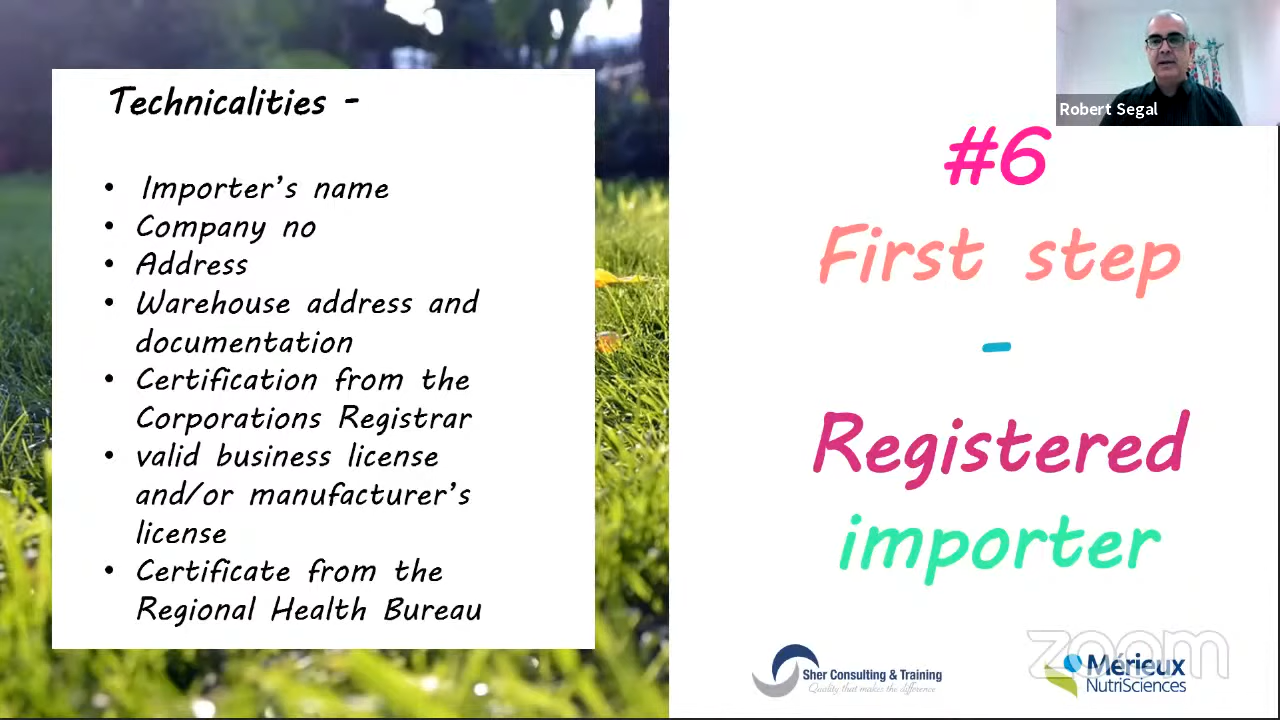 Technicalities -
• Importer's name
• Company no
• Address
• Warehouse address and
documentation
• Certification from the
Corporations Registrar
• valid business license
and/or manufacturer's
license
• Certificate from the
Regional Health Bureau
Robert Segal
#6
First step
-
Registered
importer
Sher Consulting & Training
Quality that makes the difference
zoom
Mérieux
NutriSciences